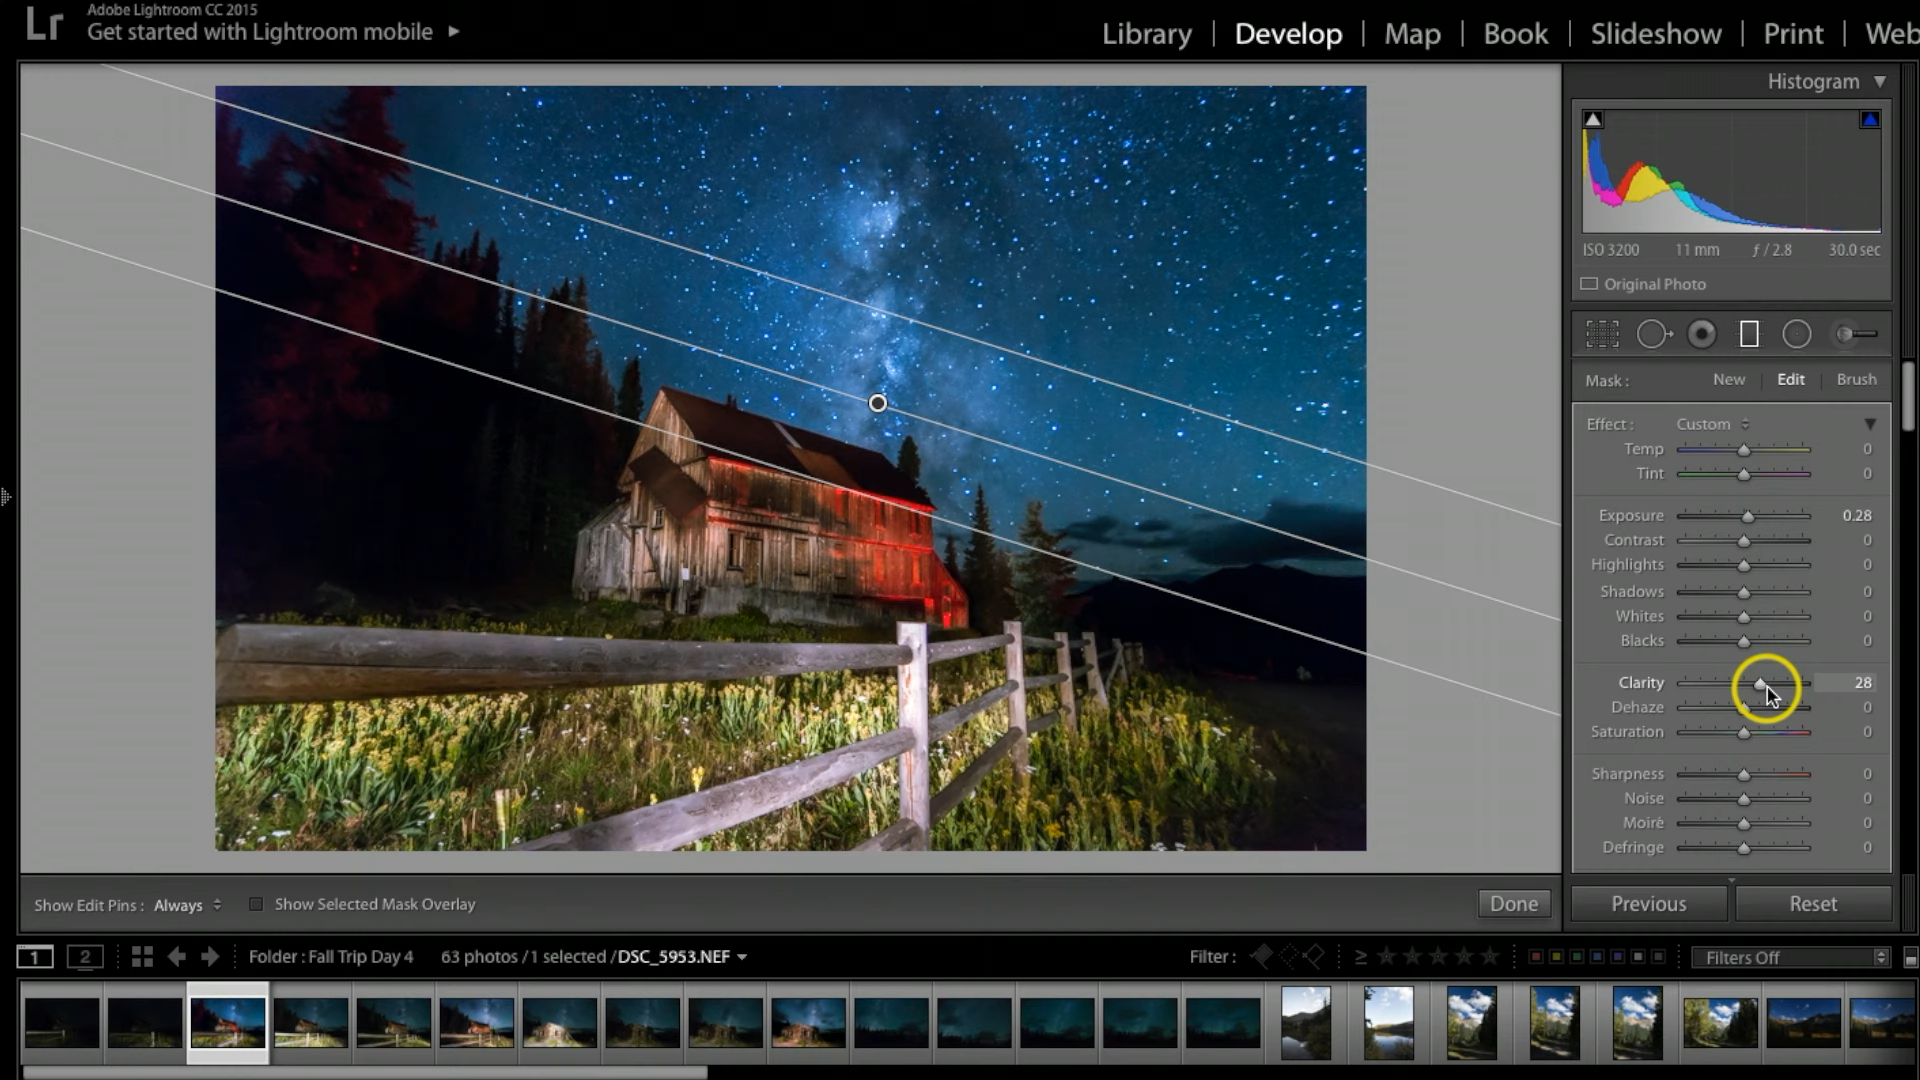 Lr
Adobe Lightroom CC 2015
Get started with Lightroom mobile
Library | Develop | Map | Book | Slideshow | Print | Web
Histogram
ISO 3200 11 mm ƒ / 2.8 30.0 sec
Original Photo
Mask : New Edit Brush
Effect : Custom
Temp 0
Tint 0
Exposure 0.28
Contrast 0
Highlights 0
Shadows 0
Whites 0
Blacks 0
Clarity 28
Dehaze 0
Saturation 0
Sharpness 0
Noise 0
Moiré 0
Defringe 0
Show Edit Pins : Always Show Selected Mask Overlay Done
Previous Reset
1 2 Folder : Fall Trip Day 4 63 photos / 1 selected / DSC_5953.NEF Filter : ≥ Filters Off